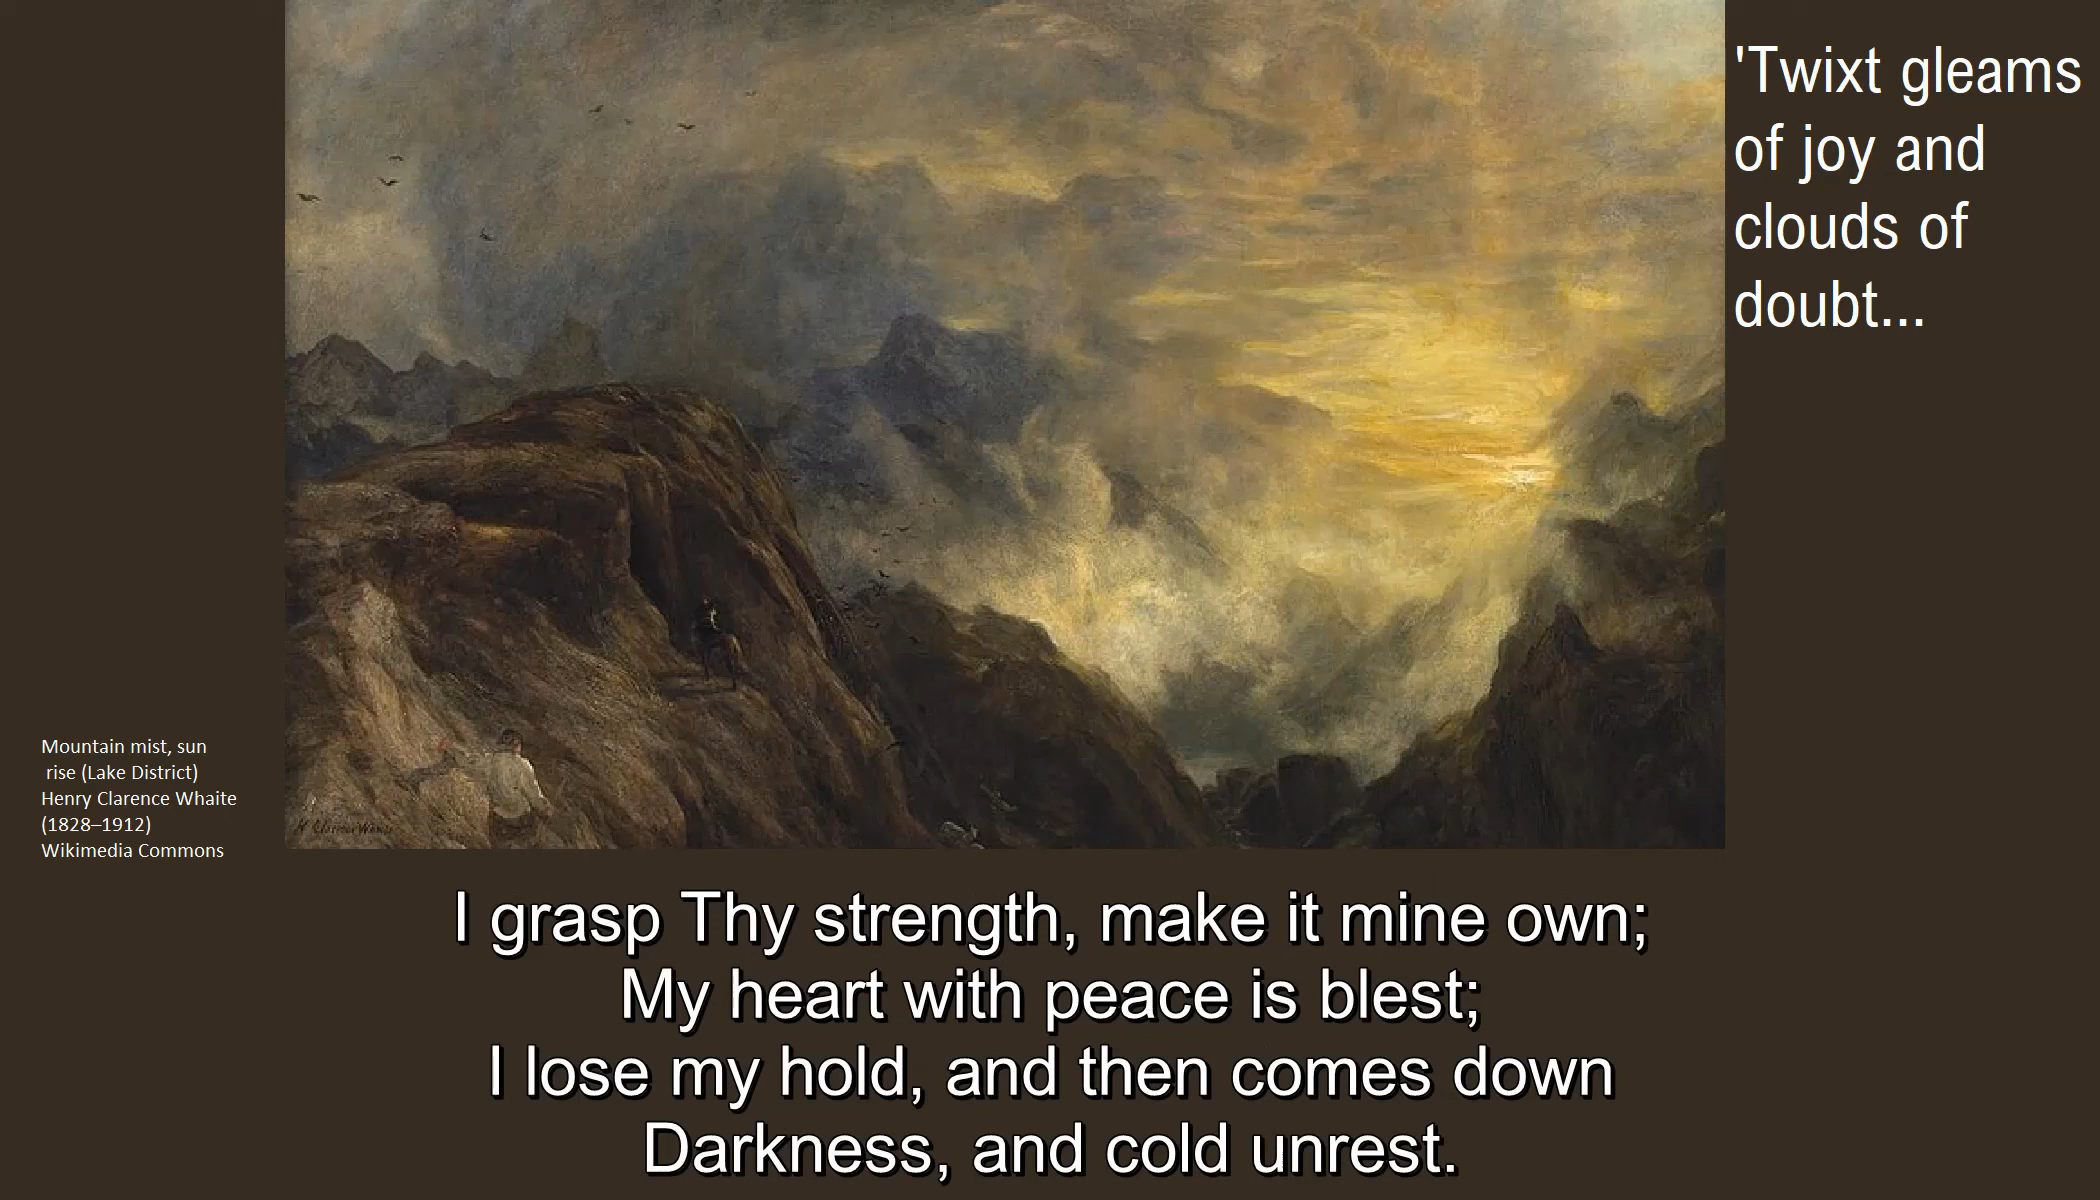 'Twixt gleams
of joy and
clouds of
doubt...
Mountain mist, sun
rise (Lake District)
Henry Clarence Whaite
(1828–1912)
Wikimedia Commons
I grasp Thy strength, make it mine own;
My heart with peace is blest;
I lose my hold, and then comes down
Darkness, and cold unrest.